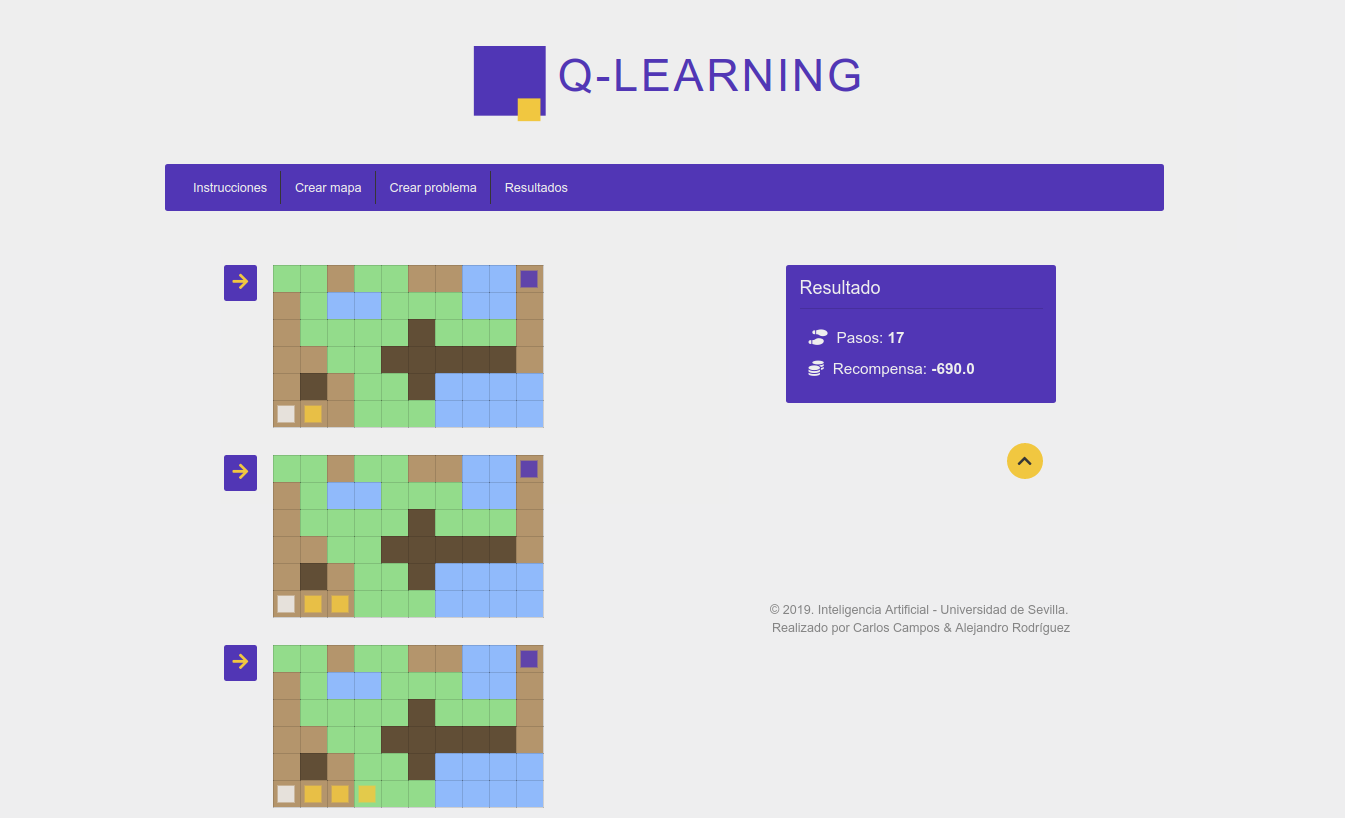 Q-LEARNING
Instrucciones
Crear mapa
Crear problema
Resultados
Resultado
Pasos: 17
Recompensa: -690.0
© 2019. Inteligencia Artificial - Universidad de Sevilla.
Realizado por Carlos Campos & Alejandro Rodríguez